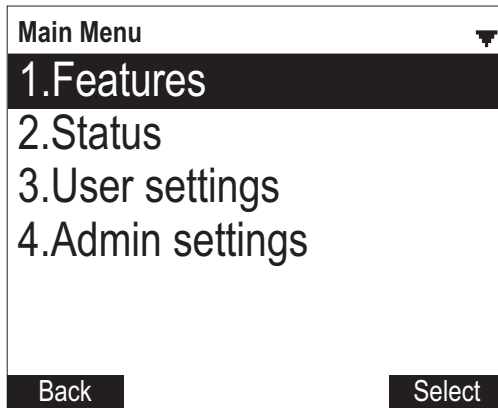 Main Menu
1.Features
2.Status
3.User settings
4.Admin settings
Back Select